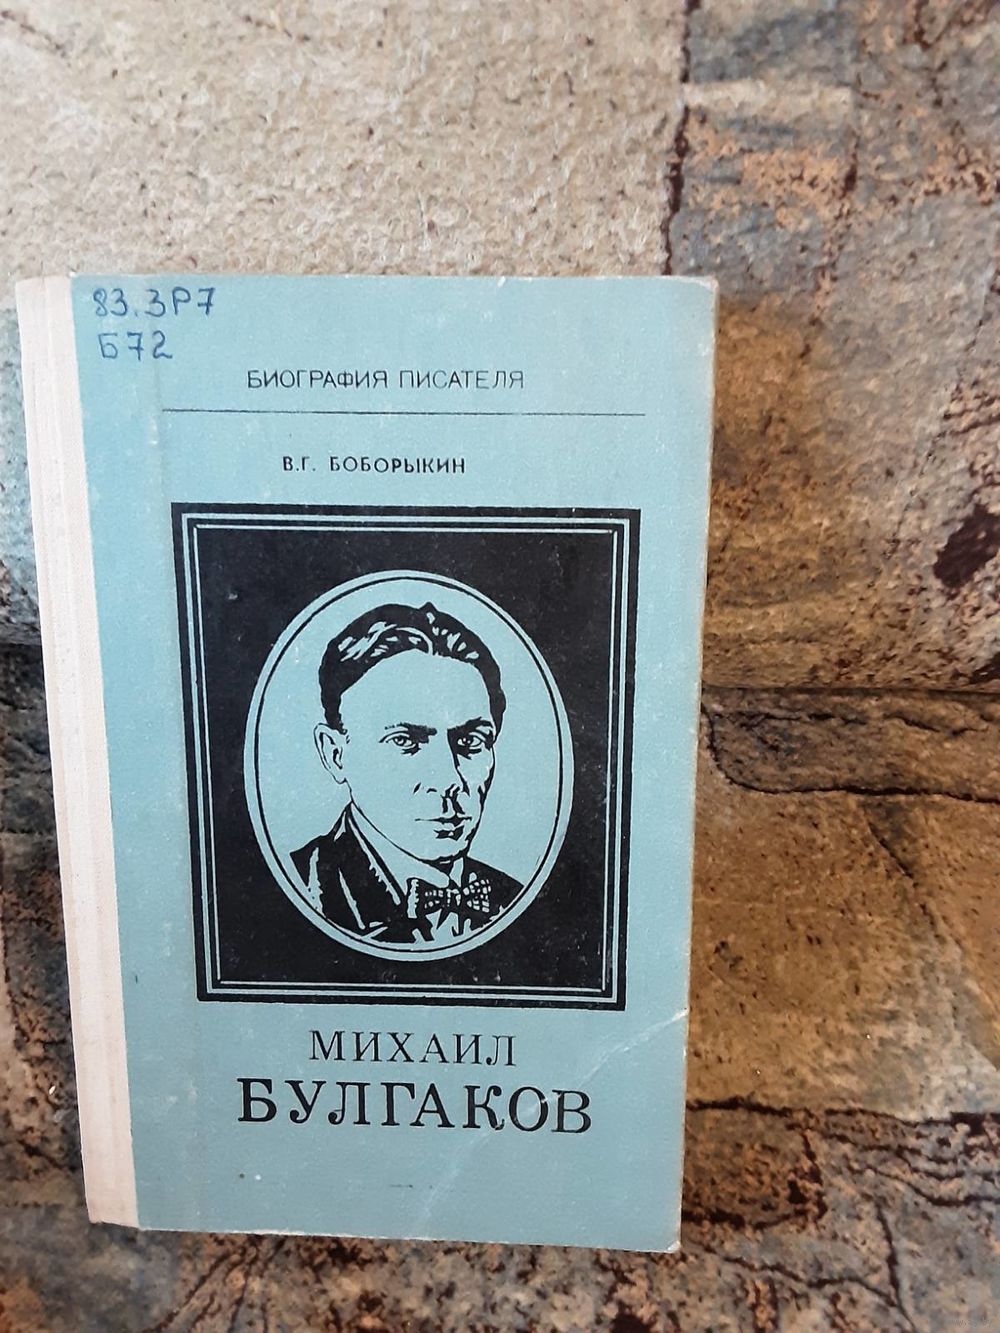 83.3Р7
Б72
БИОГРАФИЯ ПИСАТЕЛЯ
В.Г. БОБОРЫКИН
МИХАИЛ
БУЛГАКОВ